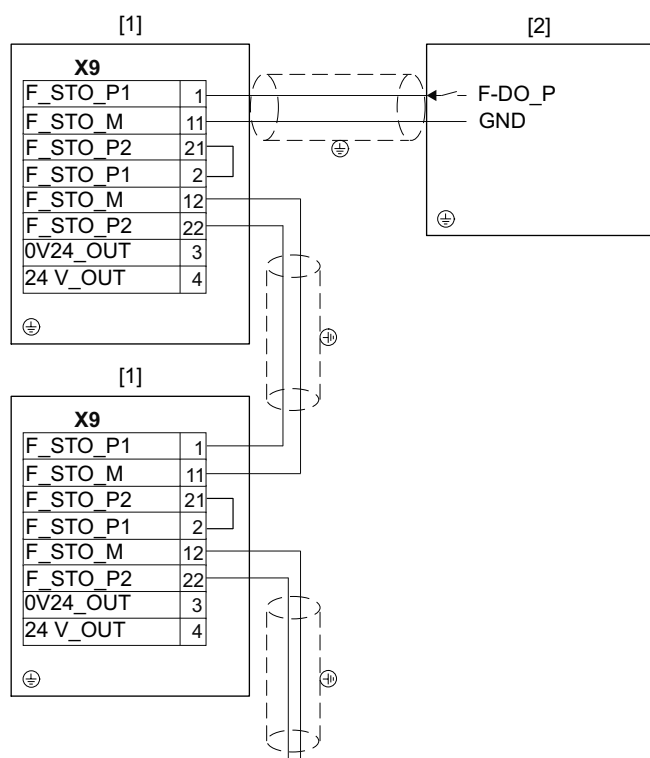 [1]
[2]
X9
F_STO_P1 1
F_STO_M 11
F_STO_P2 21
F_STO_P1 2
F_STO_M 12
F_STO_P2 22
0V24_OUT 3
24 V_OUT 4
F-DO_P
GND
[1]
X9
F_STO_P1 1
F_STO_M 11
F_STO_P2 21
F_STO_P1 2
F_STO_M 12
F_STO_P2 22
0V24_OUT 3
24 V_OUT 4